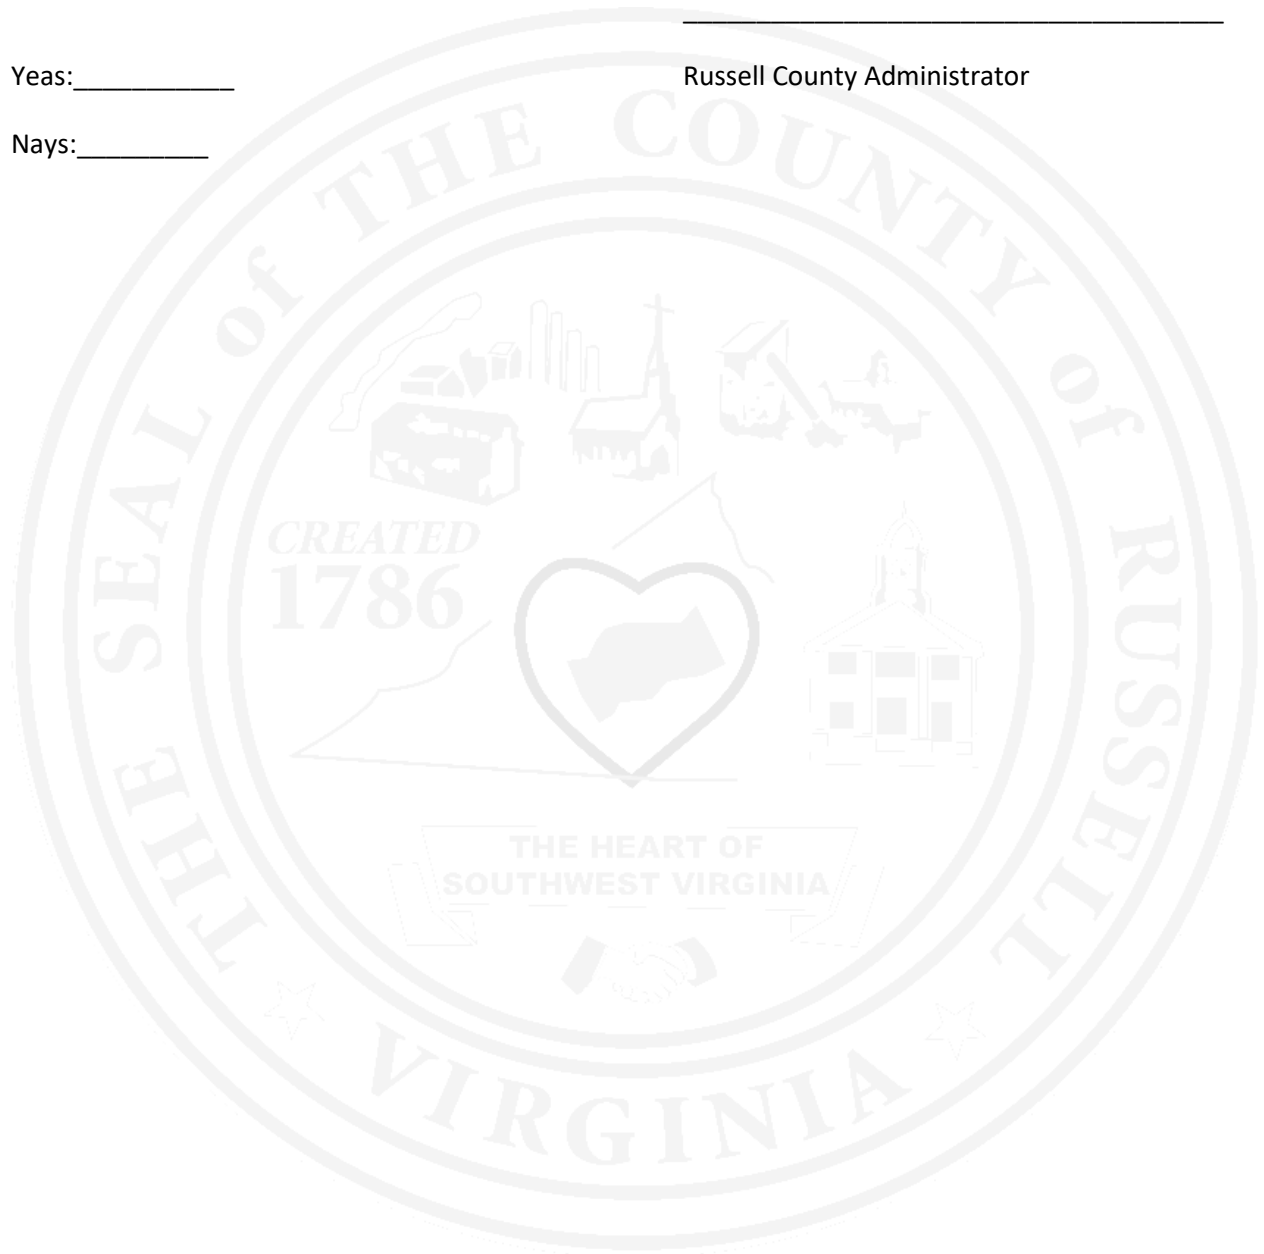 ____________________________________
Yeas:___________
Russell County Administrator
Nays:_________
THE SEAL of THE COUNTY of RUSSELL
CREATED
1786
THE HEART OF
SOUTHWEST VIRGINIA
VIRGINIA